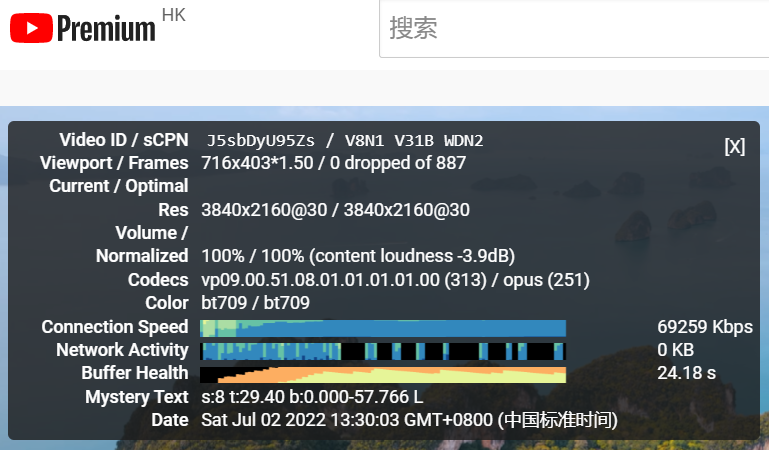 Premium HK
搜索
Video ID / sCPN J5sbDyU95Zs / V8N1 V31B WDN2
[X]
Viewport / Frames 716x403*1.50 / 0 dropped of 887
Current / Optimal
Res 3840x2160@30 / 3840x2160@30
Volume /
Normalized 100% / 100% (content loudness -3.9dB)
Codecs vp09.00.51.08.01.01.01.01.00 (313) / opus (251)
Color bt709 / bt709
Connection Speed 69259 Kbps
Network Activity 0 KB
Buffer Health 24.18 s
Mystery Text s:8 t:29.40 b:0.000-57.766 L
Date Sat Jul 02 2022 13:30:03 GMT+0800 (中国标准时间)